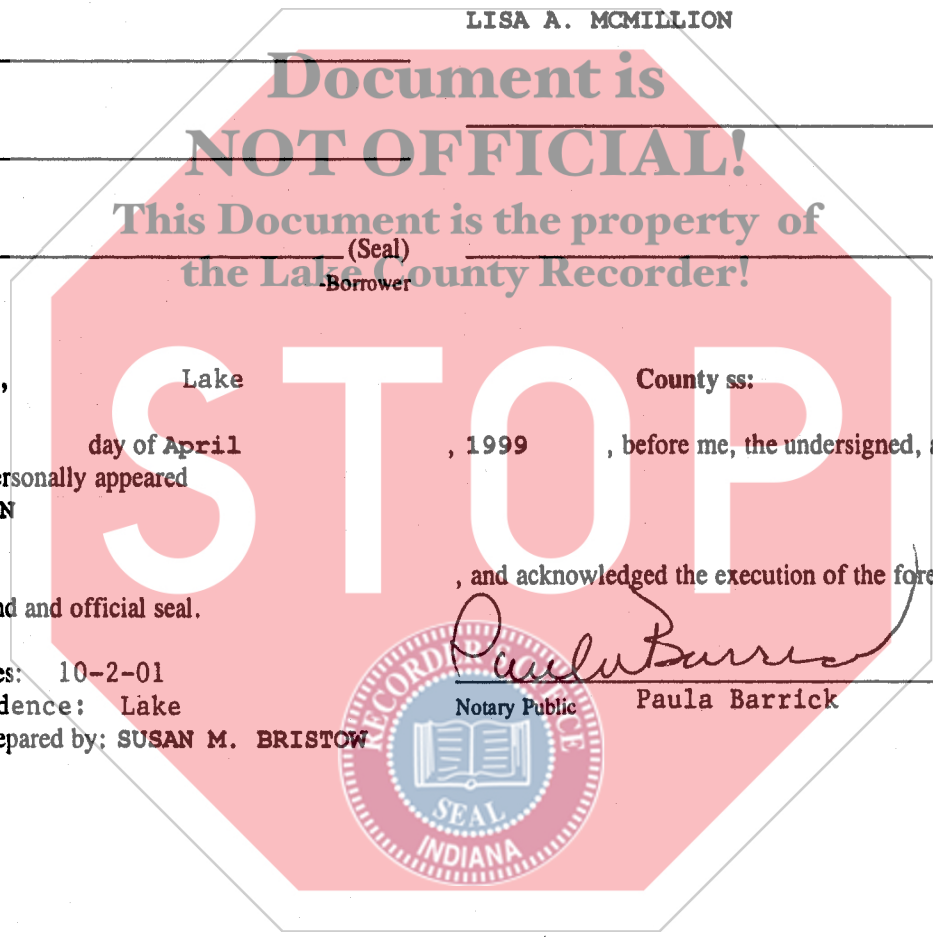 LISA A. MCMILLION
Document is
NOT OFFICIAL!
This Document is the property of
(Seal)
the Lake County Recorder!
-Borrower
, Lake County ss:
day of April , 1999 , before me, the undersigned, a
ersonally appeared
N
, and acknowledged the execution of the fore
nd and official seal.
Paula Barrick
es: 10-2-01
dence: Lake
Notary Public Paula Barrick
epared by: SUSAN M. BRISTOW
STOP
RECORDER OFFICE
SEAL
INDIANA